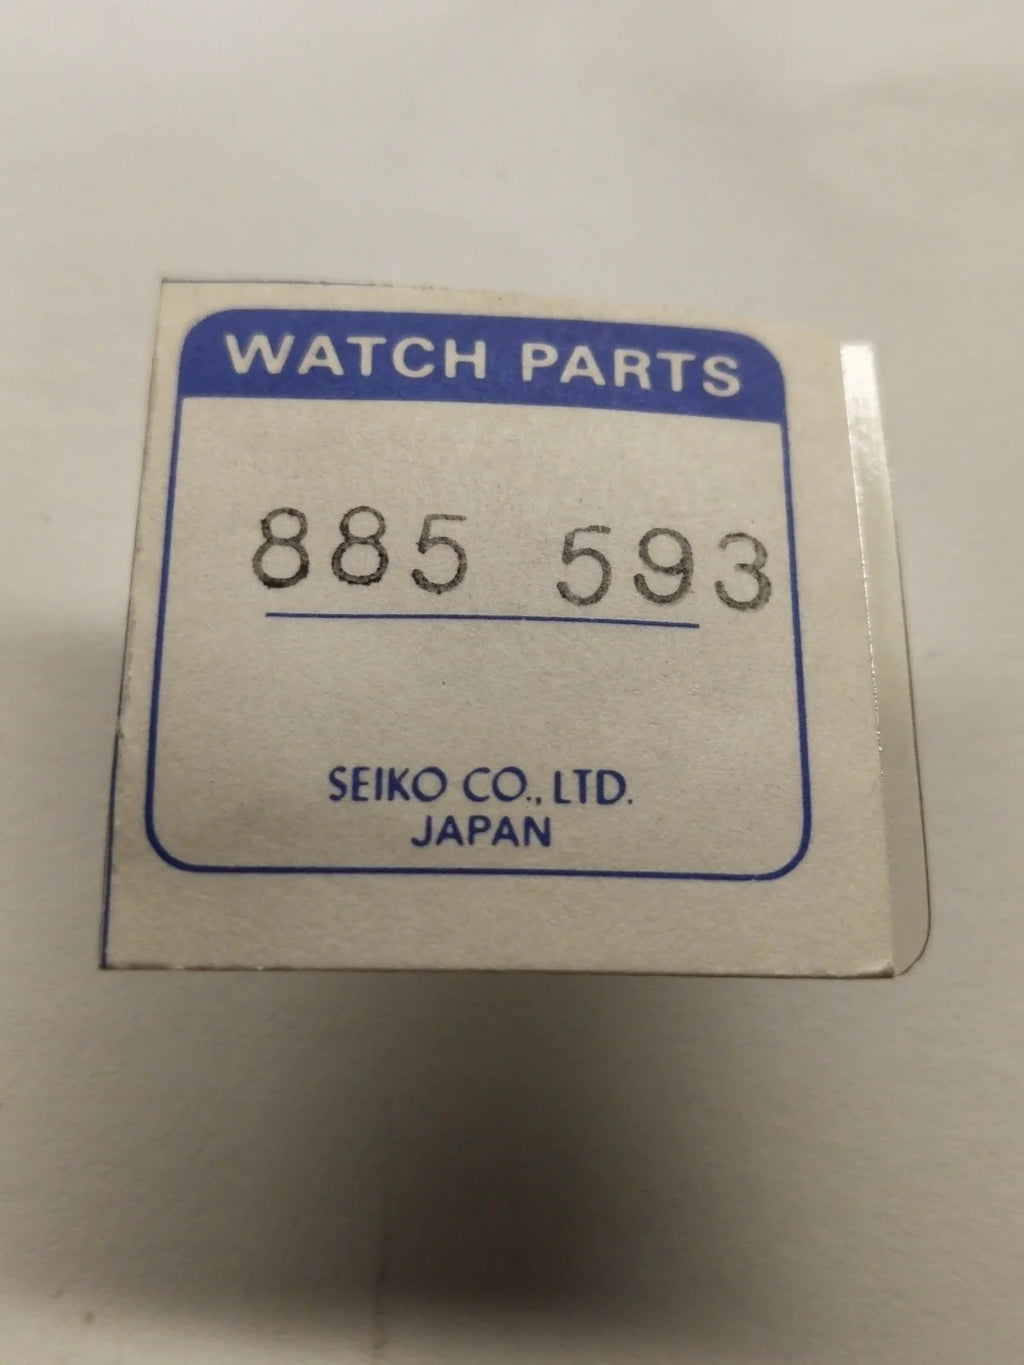 WATCH PARTS
885 593
SEIKO CO., LTD.
JAPAN